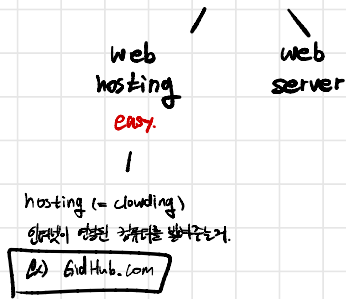 web
hosting
easy.
web
server
hosting (= clouding)
인터넷이 연결된 컴퓨터를 빌려주는거.
ex) GidHub.com